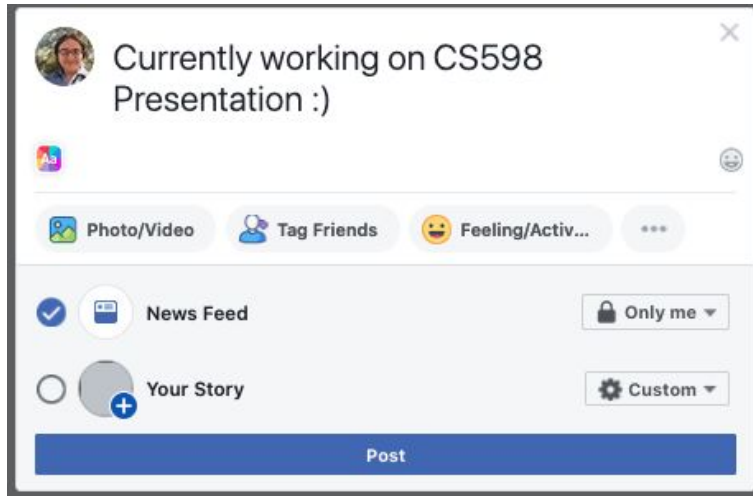 Currently working on CS598
Presentation :)
Aa
Photo/Video
Tag Friends
Feeling/Activ...
News Feed
Only me
Your Story
Custom
Post